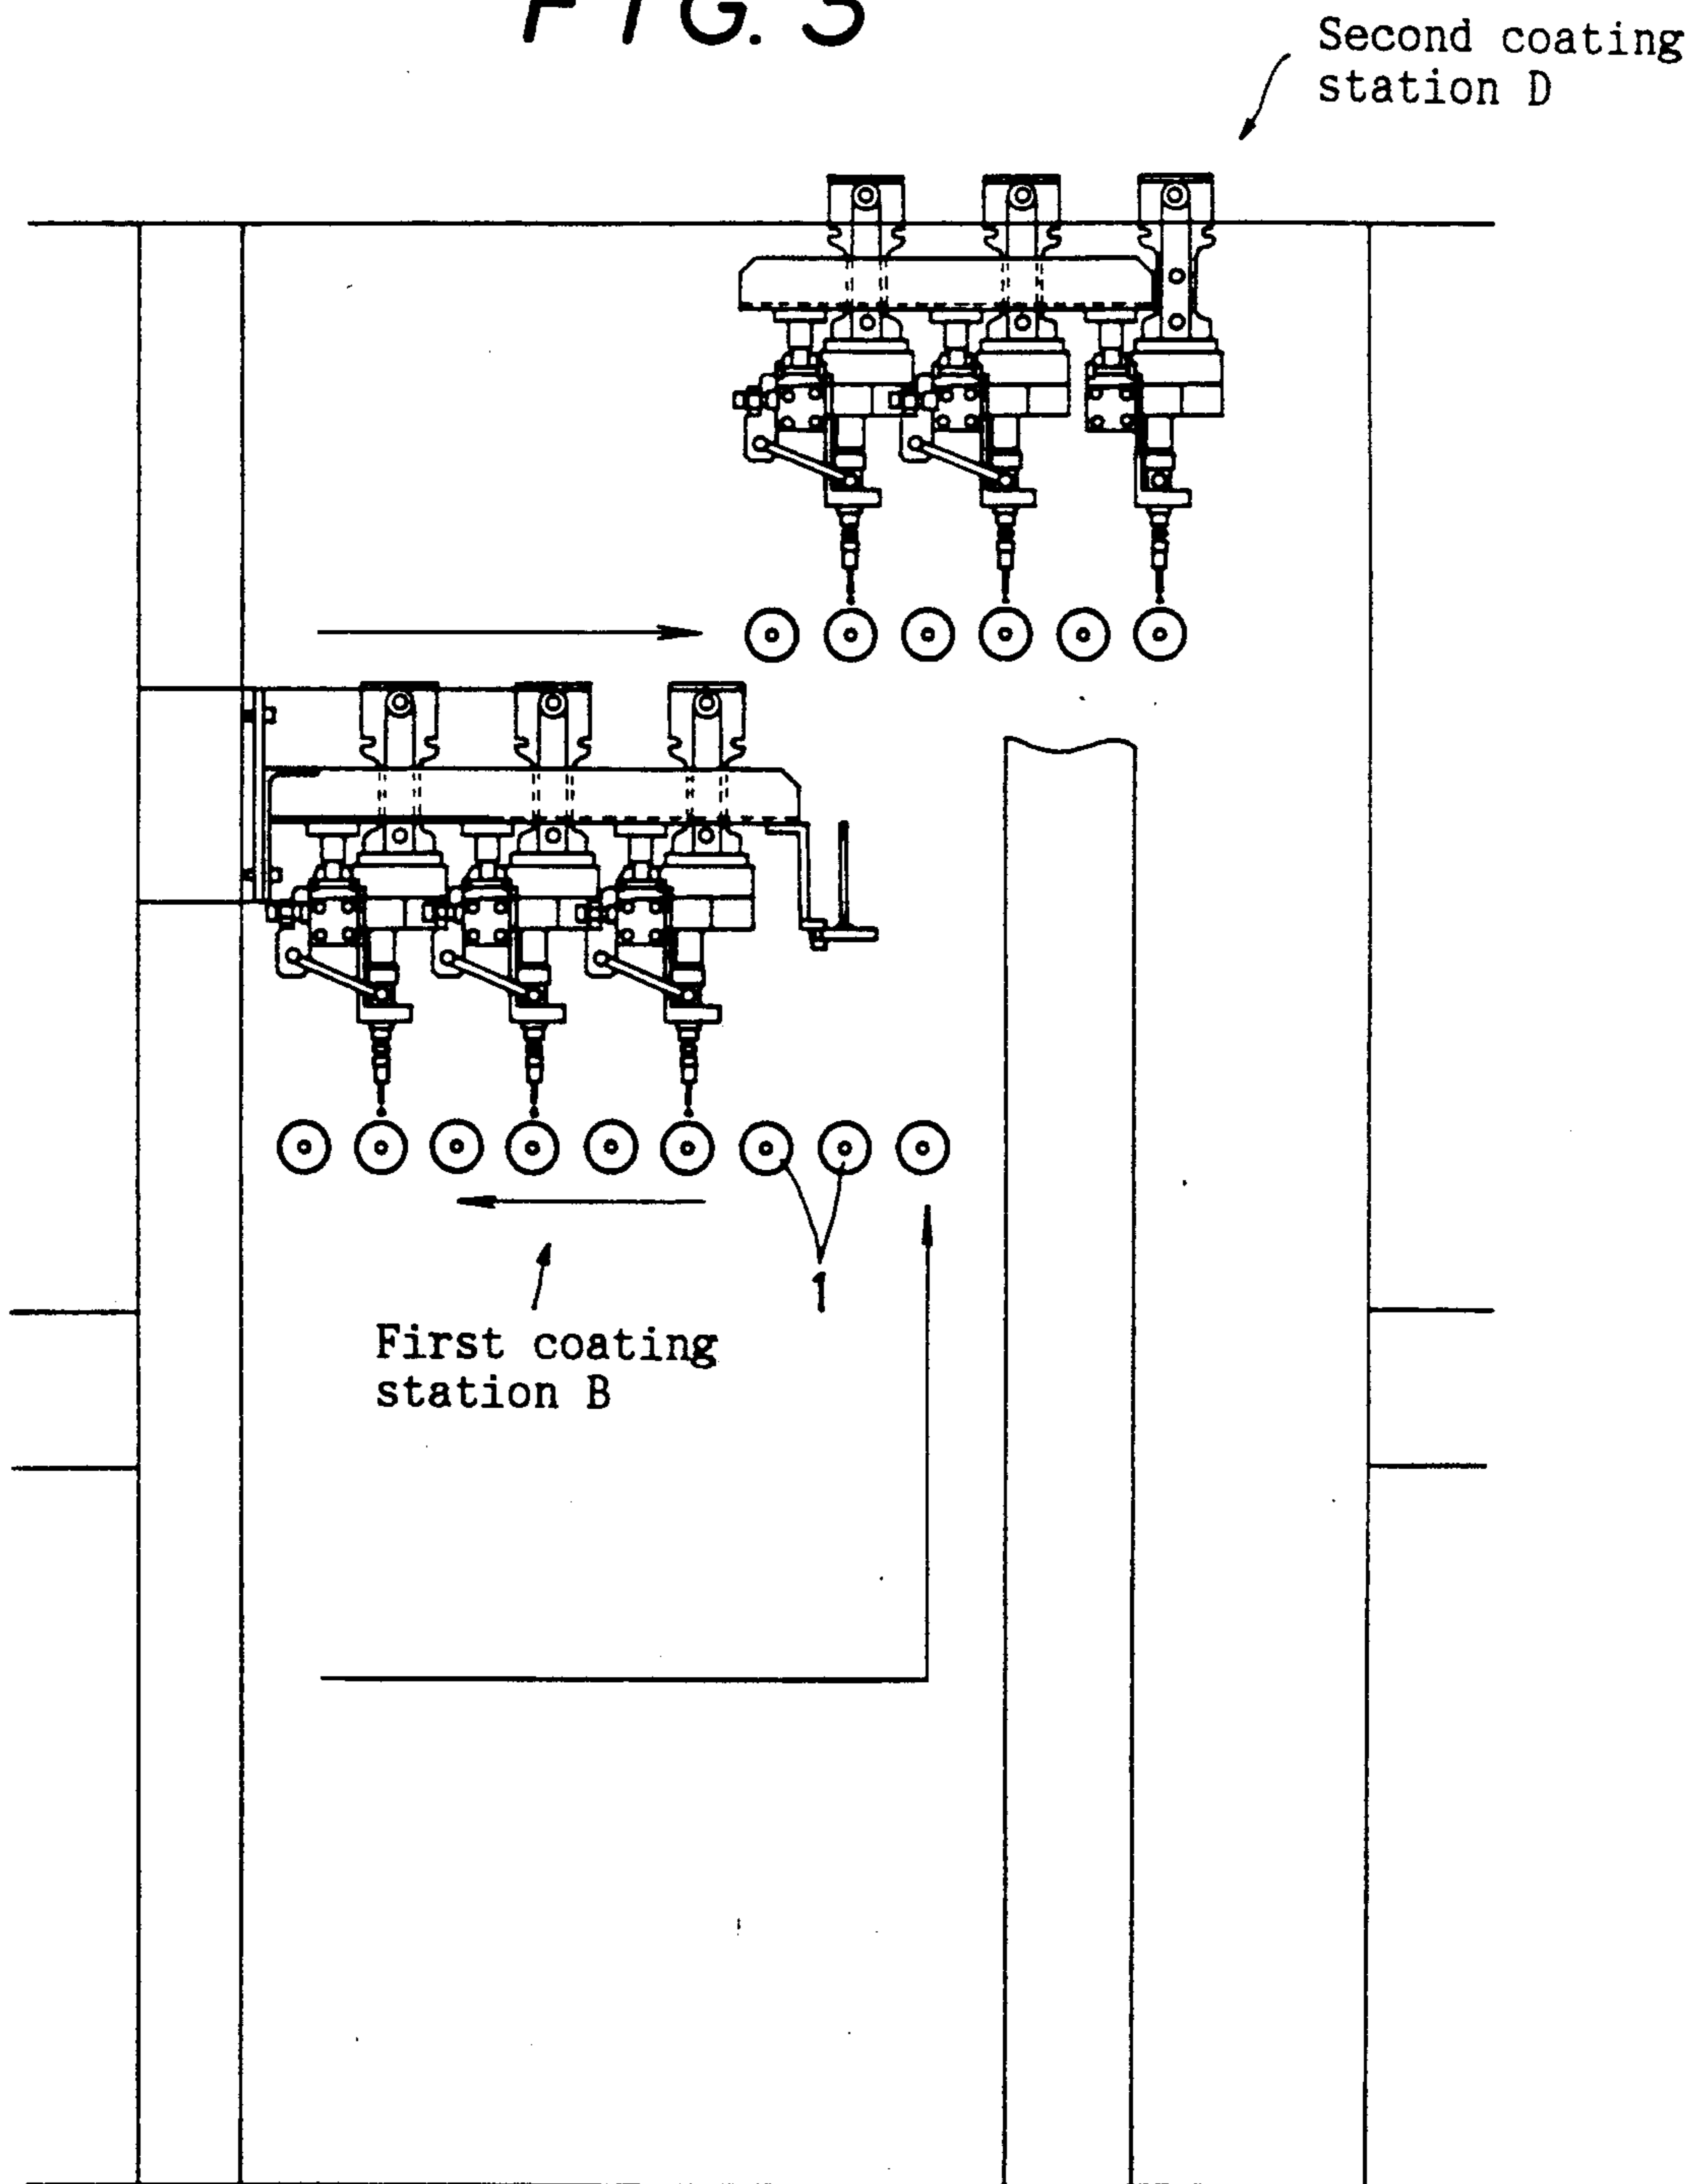 FIG. 3
Second coating
station D
1
First coating
station B